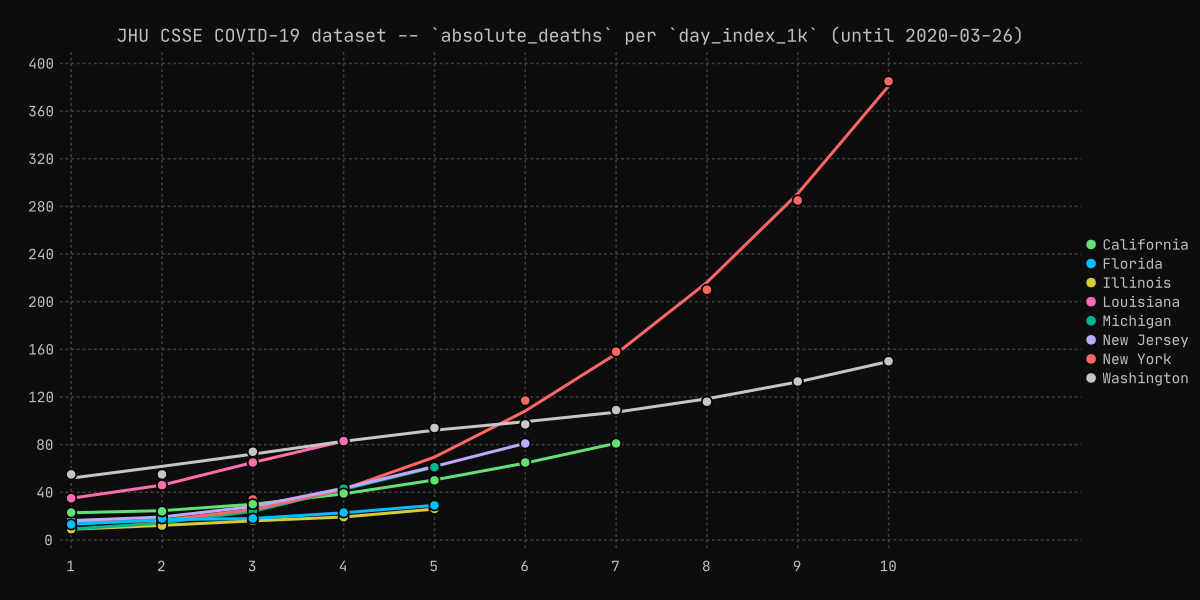 JHU CSSE COVID-19 dataset -- `absolute_deaths` per `day_index_1k` (until 2020-03-26)
400
360
320
280
240
200
160
120
80
40
0
1 2 3 4 5 6 7 8 9 10
California
Florida
Illinois
Louisiana
Michigan
New Jersey
New York
Washington